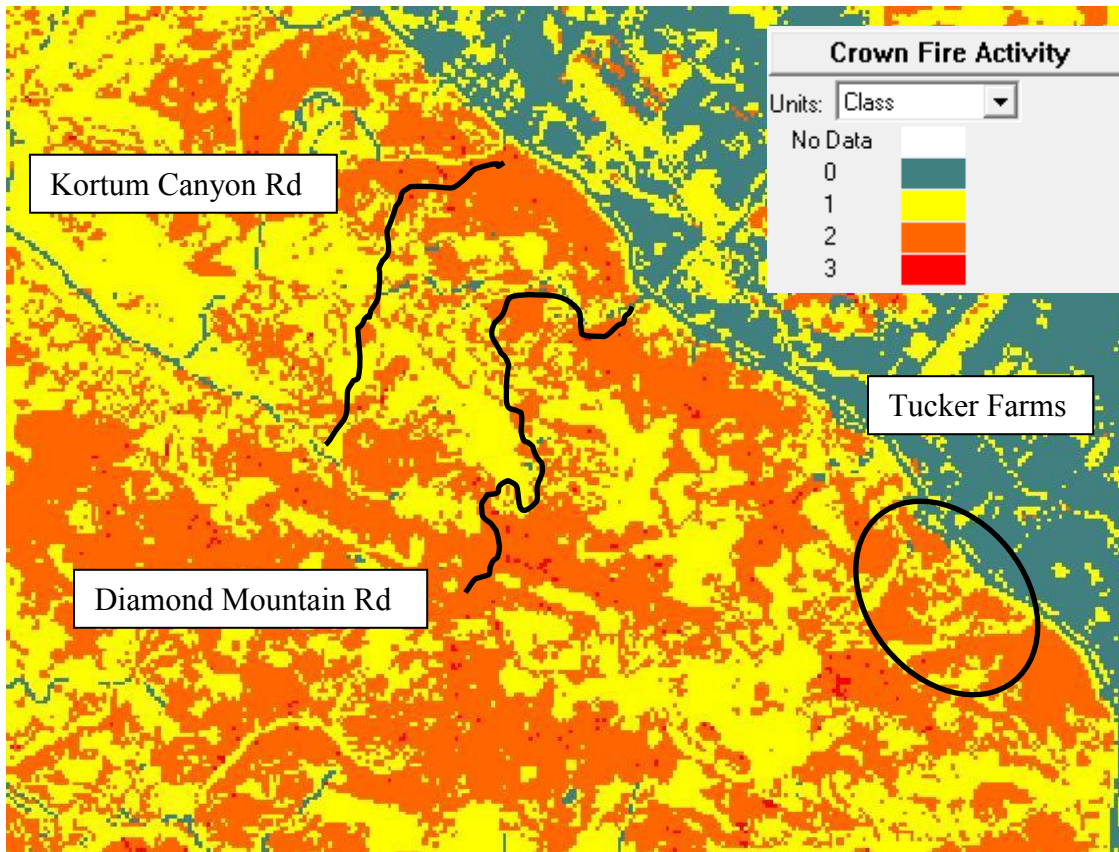 Crown Fire Activity
Units: Class
No Data
0
1
2
3
Kortum Canyon Rd
Tucker Farms
Diamond Mountain Rd